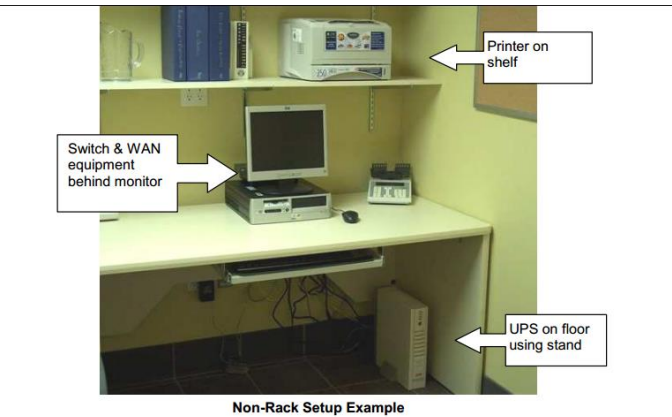 Printer on
shelf
Switch & WAN
equipment
behind monitor
UPS on floor
using stand
Non-Rack Setup Example